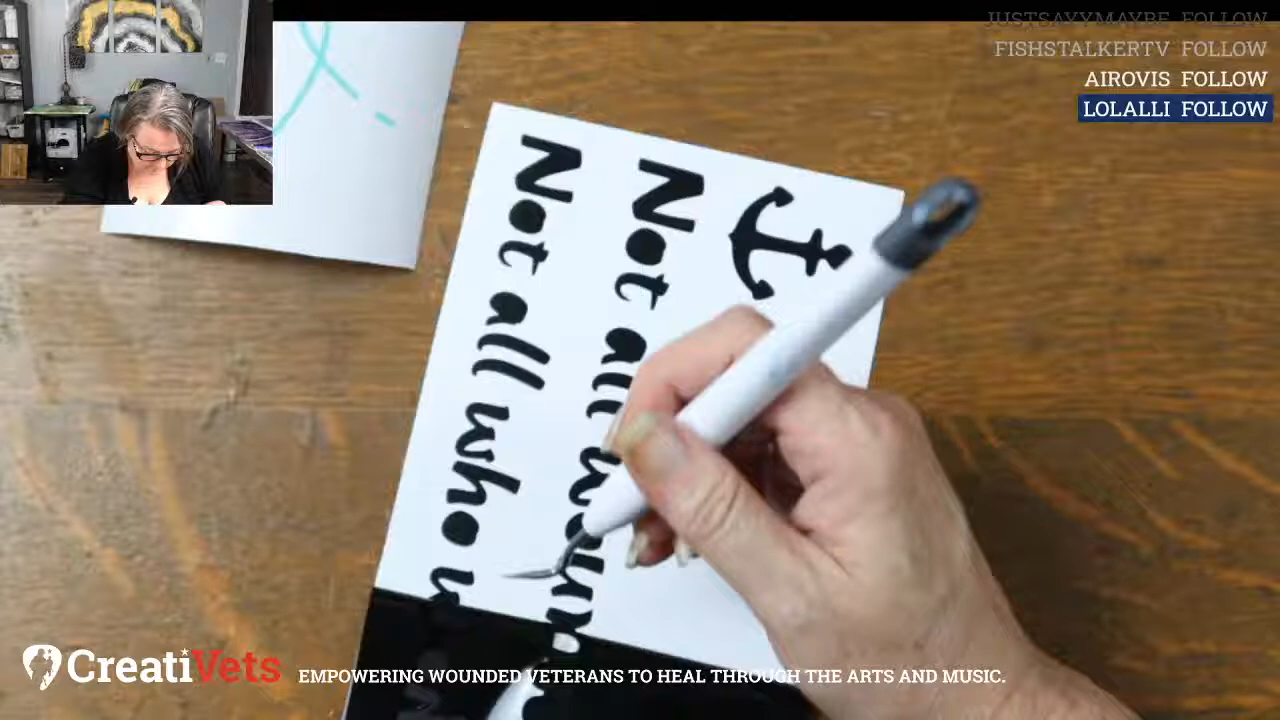 JUSTSAYYMAYBE FOLLOW
FISHSTALKERTV FOLLOW
AIROVIS FOLLOW
LOLALLI FOLLOW
Not all
Not all who
CreatiVets
EMPOWERING WOUNDED VETERANS TO HEAL THROUGH THE ARTS AND MUSIC.